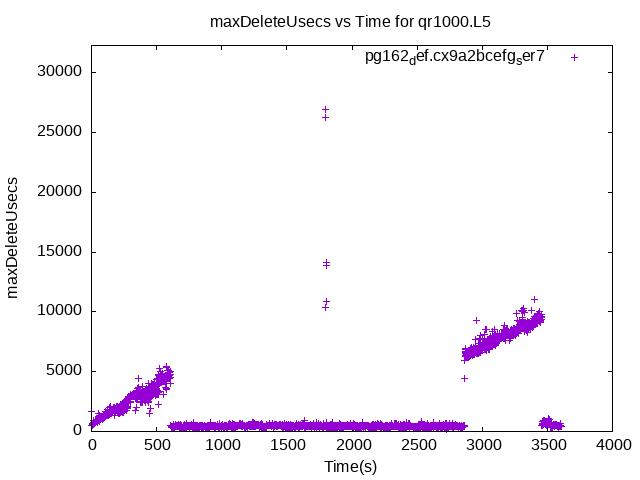 maxDeleteUsecs vs Time for qr1000.L5
pg162def.cx9a2bcefgser7
30000
25000
20000
15000
10000
5000
0
maxDeleteUsecs
0 500 1000 1500 2000 2500 3000 3500 4000
Time(s)